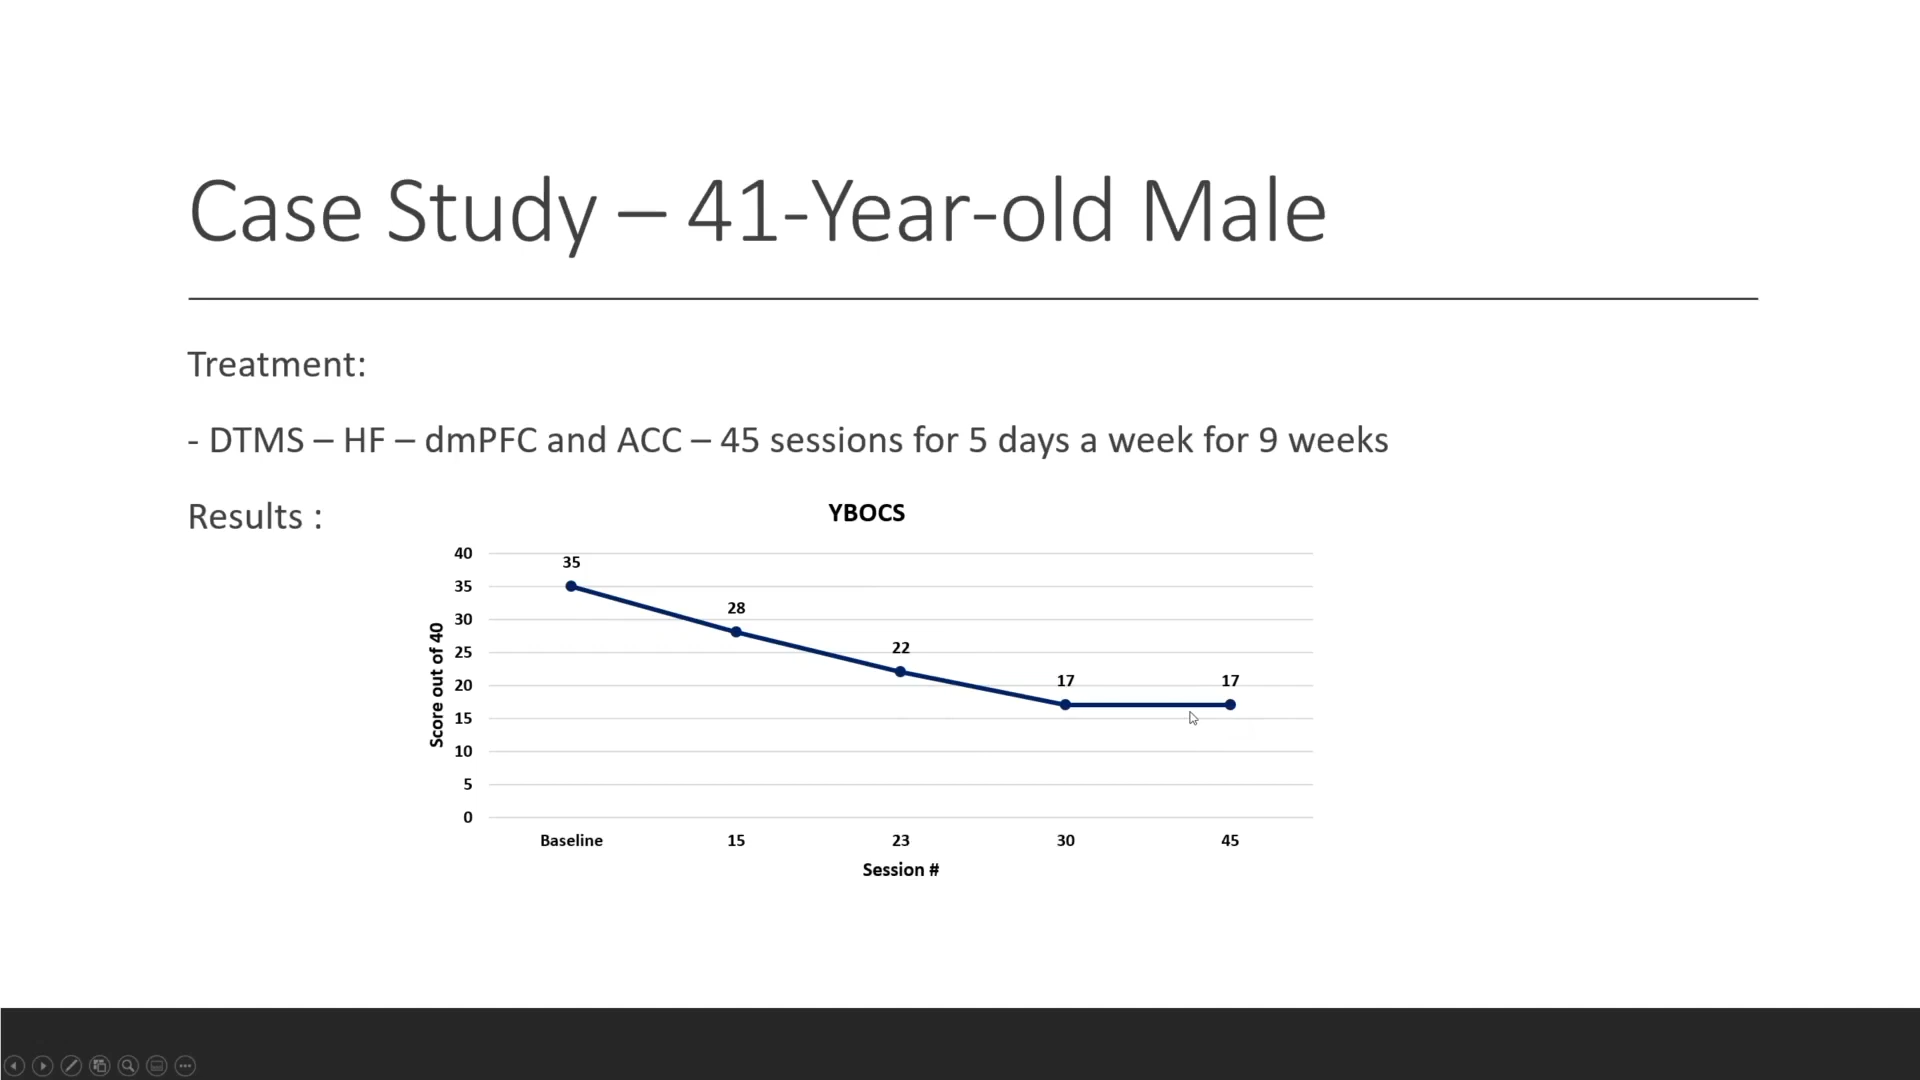 Case Study – 41-Year-old Male
Treatment:
- DTMS – HF – dmPFC and ACC – 45 sessions for 5 days a week for 9 weeks
Results :
YBOCS
Score out of 40
40
35
30
25
20
15
10
5
0
35
28
22
17
17
Baseline
15
23
30
45
Session #